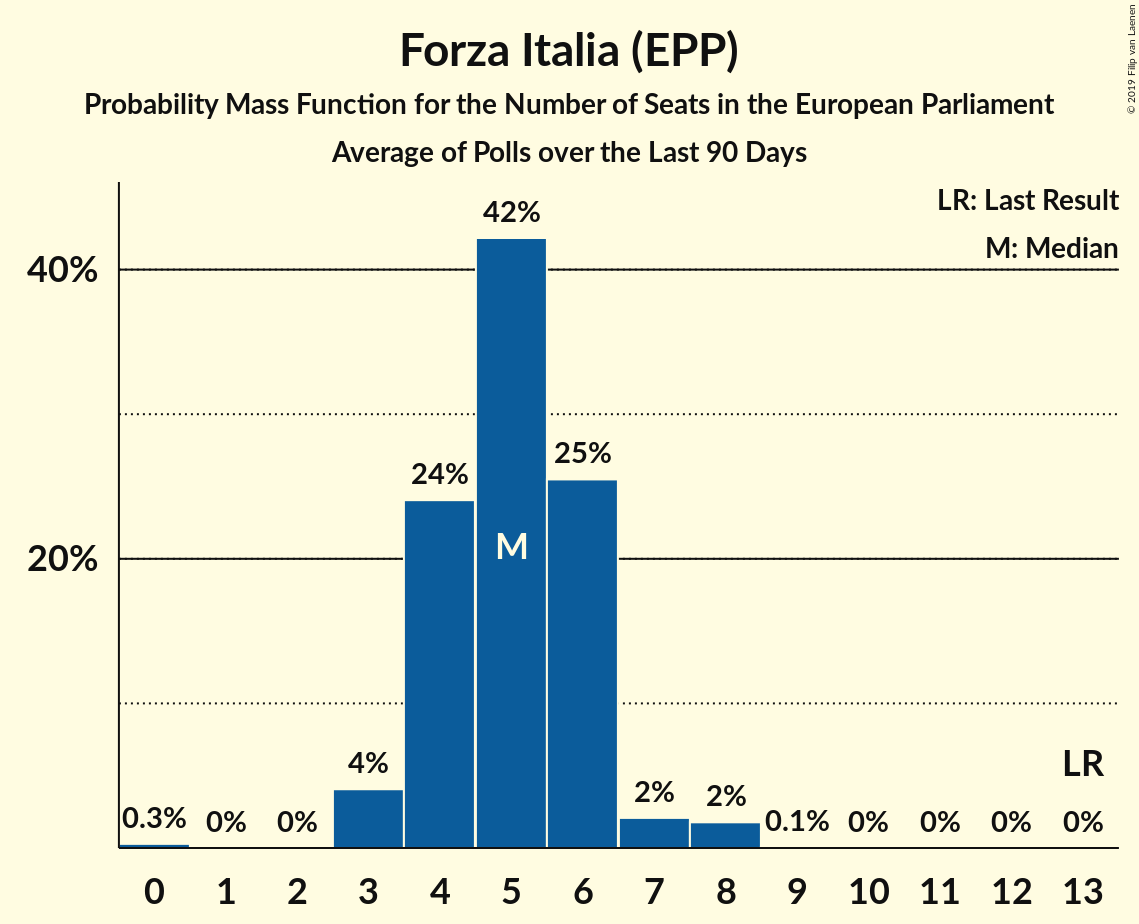 Forza Italia (EPP)
Probability Mass Function for the Number of Seats in the European Parliament
Average of Polls over the Last 90 Days
© 2019 Filip van Laenen
LR: Last Result
M: Median
42%
40%
25%
24%
M
20%
4%
LR
2%
2%
0.3%
0%
0%
0.1%
0%
0%
0%
0%
0 1 2 3 4 5 6 7 8 9 10 11 12 13